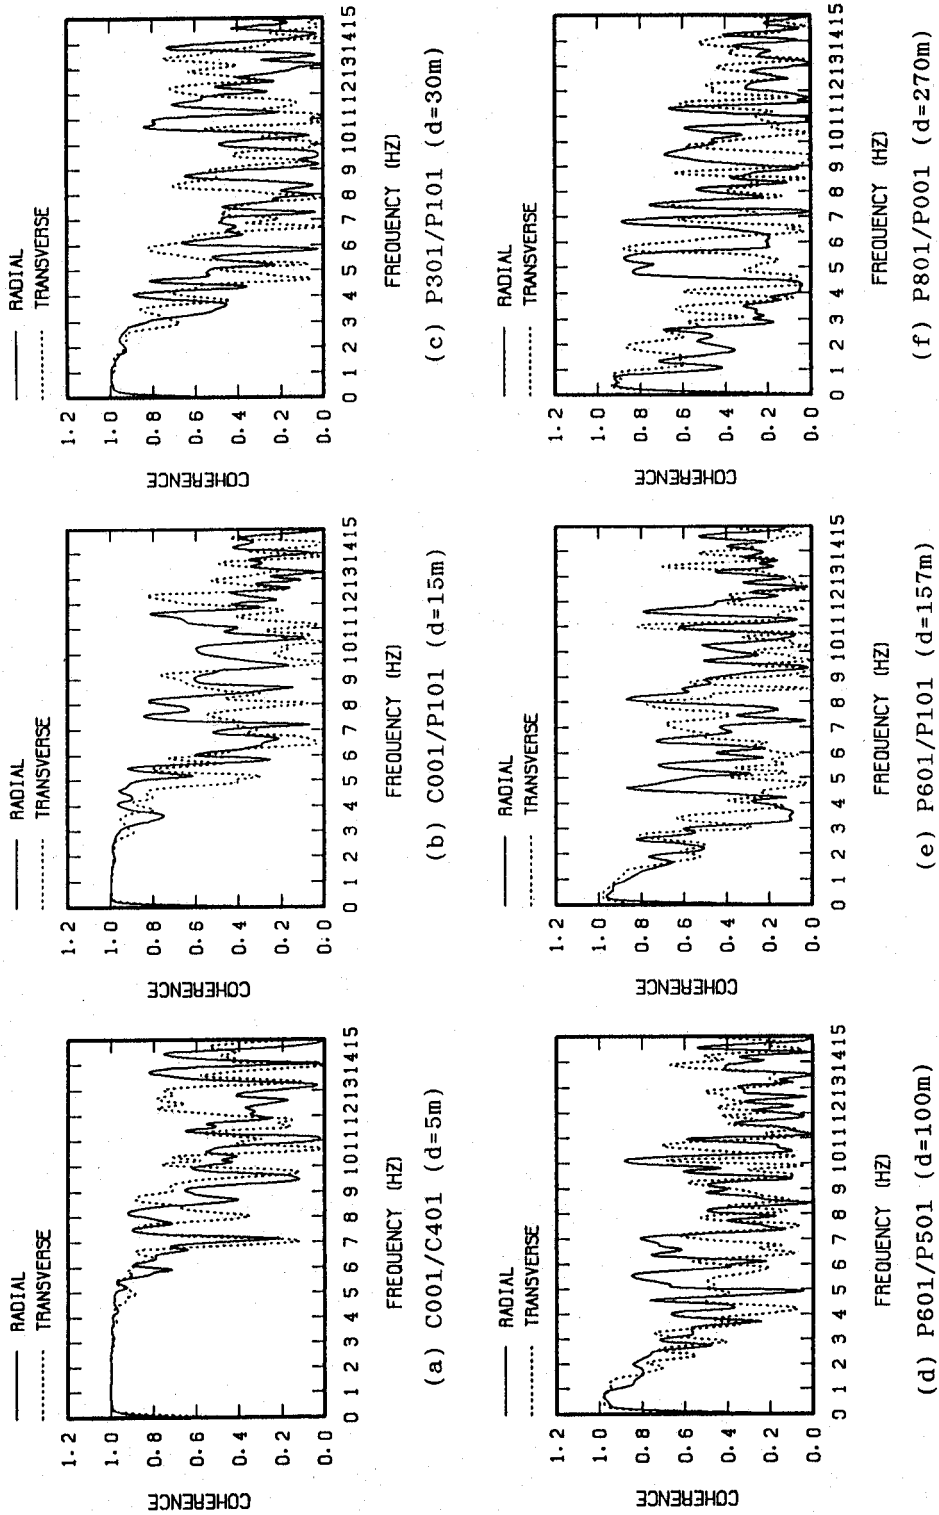 RADIAL
TRANSVERSE
COHERENCE
1.2
1.0
0.8
0.6
0.4
0.2
0.0
0 1 2 3 4 5 6 7 8 9 10 11 12 13 14 15
FREQUENCY (HZ)
(a) C001/C401 (d=5m)
RADIAL
TRANSVERSE
COHERENCE
1.2
1.0
0.8
0.6
0.4
0.2
0.0
0 1 2 3 4 5 6 7 8 9 10 11 12 13 14 15
FREQUENCY (HZ)
(b) C001/P101 (d=15m)
RADIAL
TRANSVERSE
COHERENCE
1.2
1.0
0.8
0.6
0.4
0.2
0.0
0 1 2 3 4 5 6 7 8 9 10 11 12 13 14 15
FREQUENCY (HZ)
(c) P301/P101 (d=30m)
RADIAL
TRANSVERSE
COHERENCE
1.2
1.0
0.8
0.6
0.4
0.2
0.0
0 1 2 3 4 5 6 7 8 9 10 11 12 13 14 15
FREQUENCY (HZ)
(d) P601/P501 (d=100m)
RADIAL
TRANSVERSE
COHERENCE
1.2
1.0
0.8
0.6
0.4
0.2
0.0
0 1 2 3 4 5 6 7 8 9 10 11 12 13 14 15
FREQUENCY (HZ)
(e) P601/P101 (d=157m)
RADIAL
TRANSVERSE
COHERENCE
1.2
1.0
0.8
0.6
0.4
0.2
0.0
0 1 2 3 4 5 6 7 8 9 10 11 12 13 14 15
FREQUENCY (HZ)
(f) P801/P001 (d=270m)